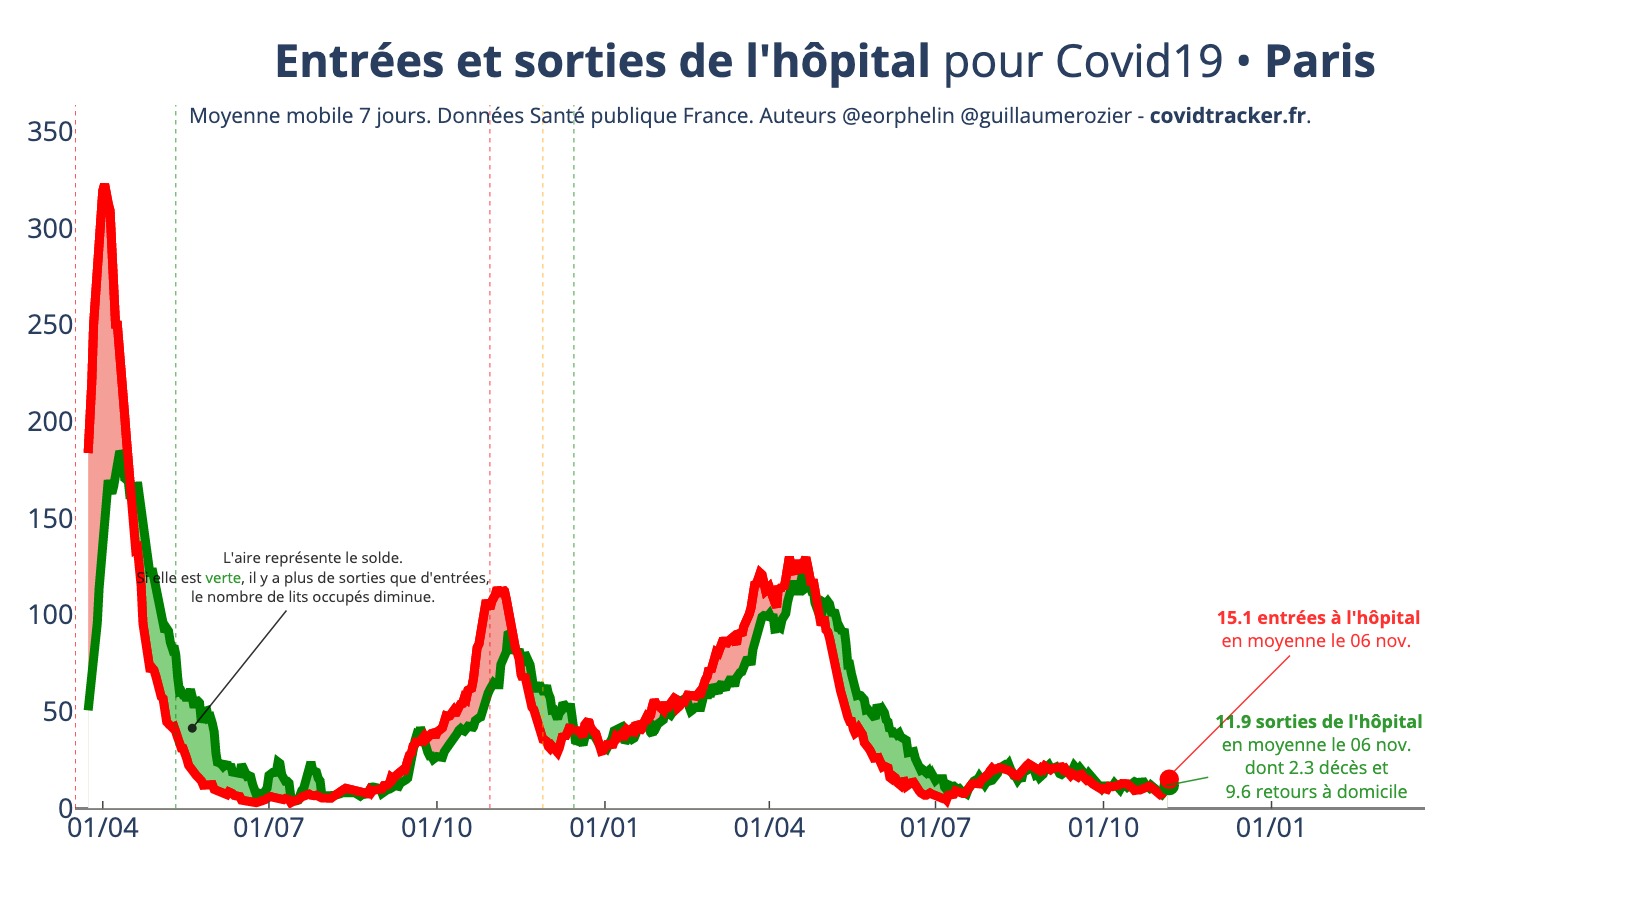 Entrées et sorties de l'hôpital pour Covid19 • Paris
Moyenne mobile 7 jours. Données Santé publique France. Auteurs @eorphelin @guillaumerozier - covidtracker.fr.
350
300
250
200
150
100
50
0
L'aire représente le solde.
Si elle est verte, il y a plus de sorties que d'entrées,
le nombre de lits occupés diminue.
15.1 entrées à l'hôpital
en moyenne le 06 nov.
11.9 sorties de l'hôpital
en moyenne le 06 nov.
dont 2.3 décès et
9.6 retours à domicile
01/04 01/07 01/10 01/01 01/04 01/07 01/10 01/01